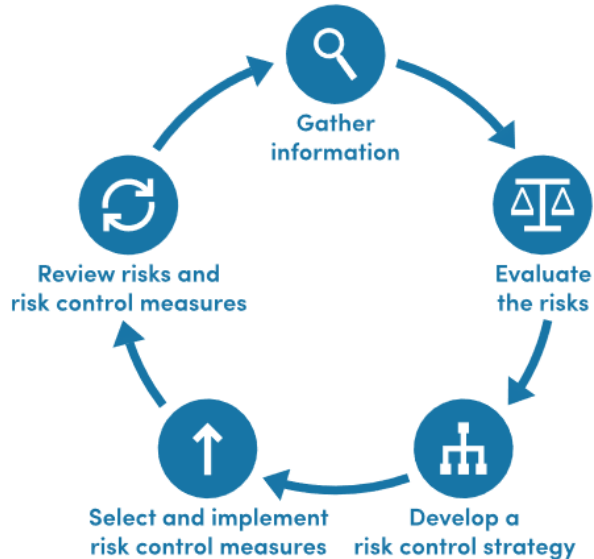 Gather
information
Evaluate
the risks
Develop a
risk control strategy
Select and implement
risk control measures
Review risks and
risk control measures